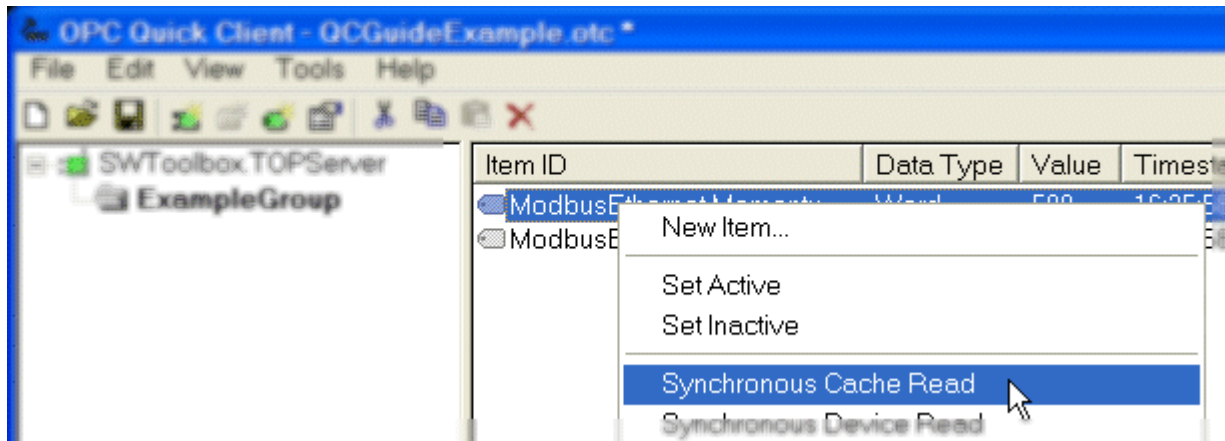 OPC Quick Client - QCGuideExample.otc *
File Edit View Tools Help
SWToolbox.TOPServer
ExampleGroup
Item ID Data Type Value
ModbusE
ModbusE
New Item...
Set Active
Set Inactive
Synchronous Cache Read
Synchronous Device Read